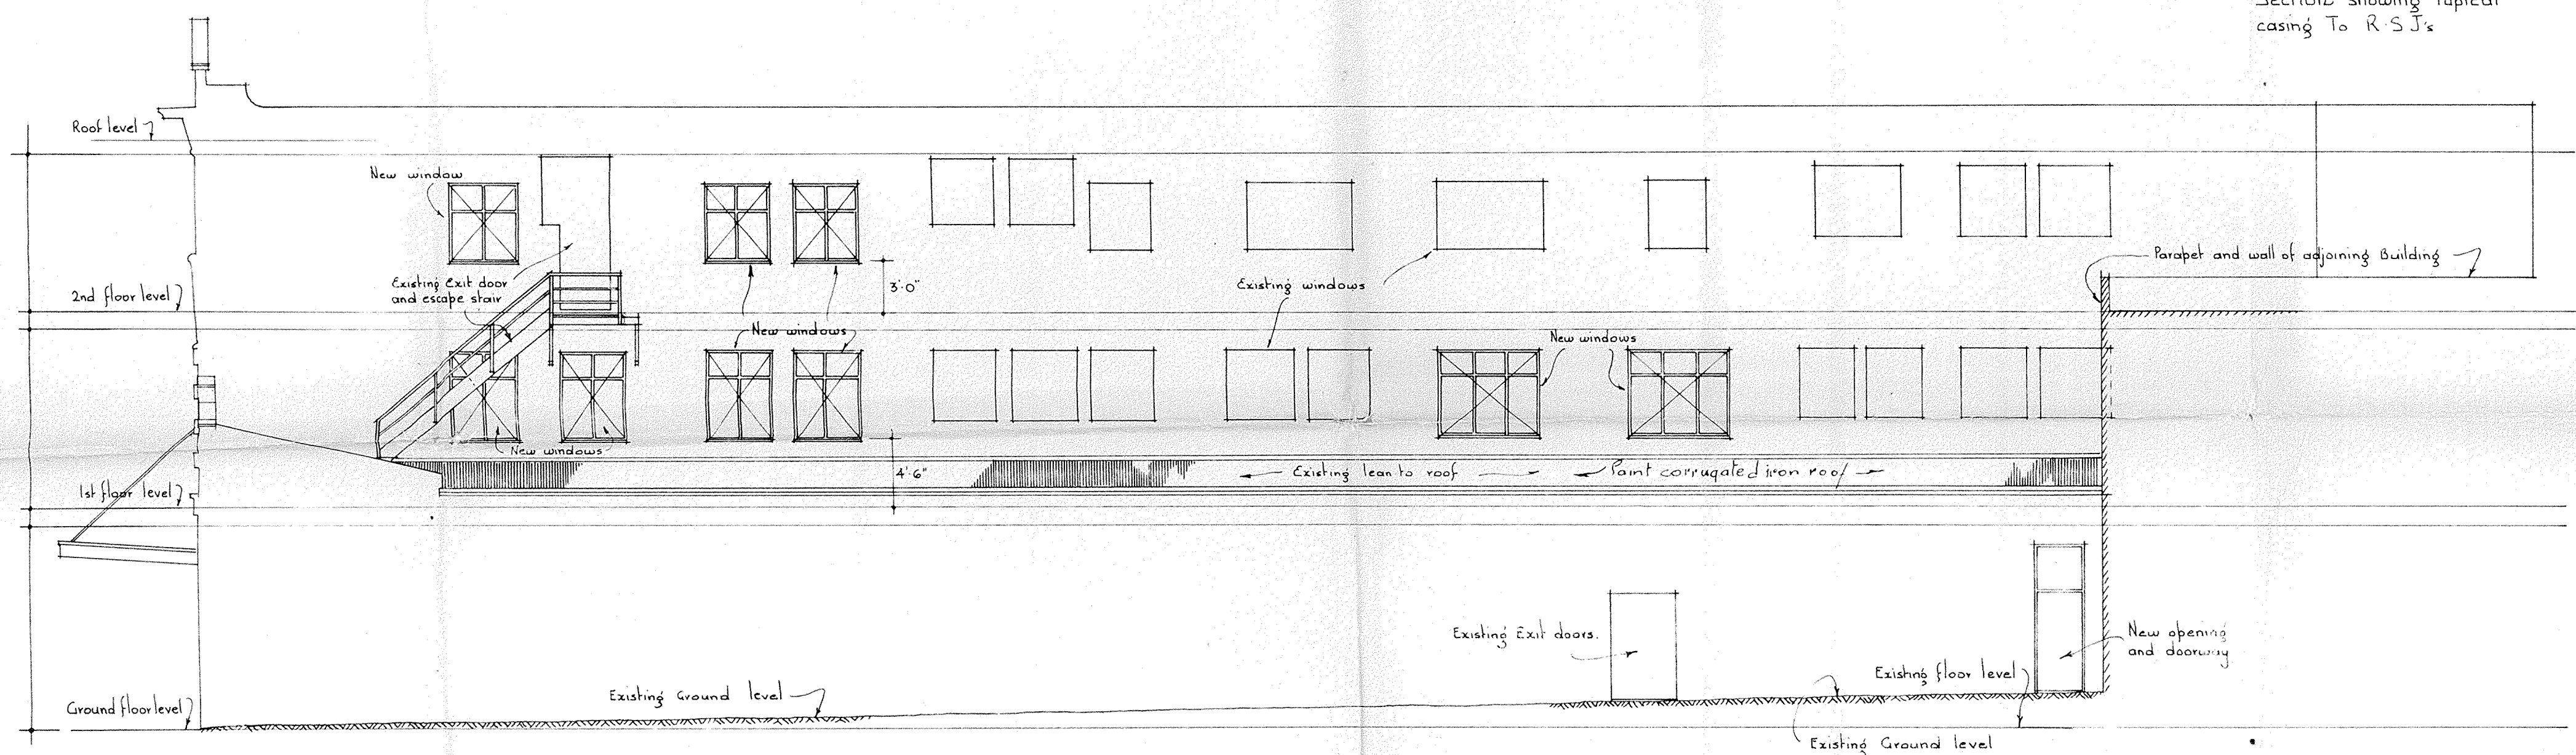 casing To R.S.J's
Roof level
New window
Parapet and wall of adjoining Building
Existing Exit door
and escape stair
Existing windows
3'-0"
2nd floor level
New windows
New windows
New windows
4'-6"
Existing lean to roof
Paint corrugated iron roof
1st floor level
Existing Exit doors.
New opening
and doorway
Existing floor level
Existing Ground level
Ground floor level
Existing Ground level